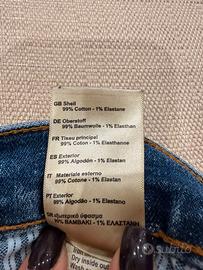 GB Shell
99% Cotton - 1% Elastane
DE Oberstoff
99% Baumwolle - 1% Elasthan
FR Tissu principal
99% Cotton - 1% Elasthanne
ES Exterior
99% Algodón - 1% Elastán
IT Materiale esterno
99% Cotone - 1% Elastan
PT Exterior
99% Algodão - 1% Elastano
GR εξωτερικό ύφασμα
99% ΒΑΜΒΑΚΙ - 1% ΕΛΑΣΤΑΝΗ
Dry inside out
Wash